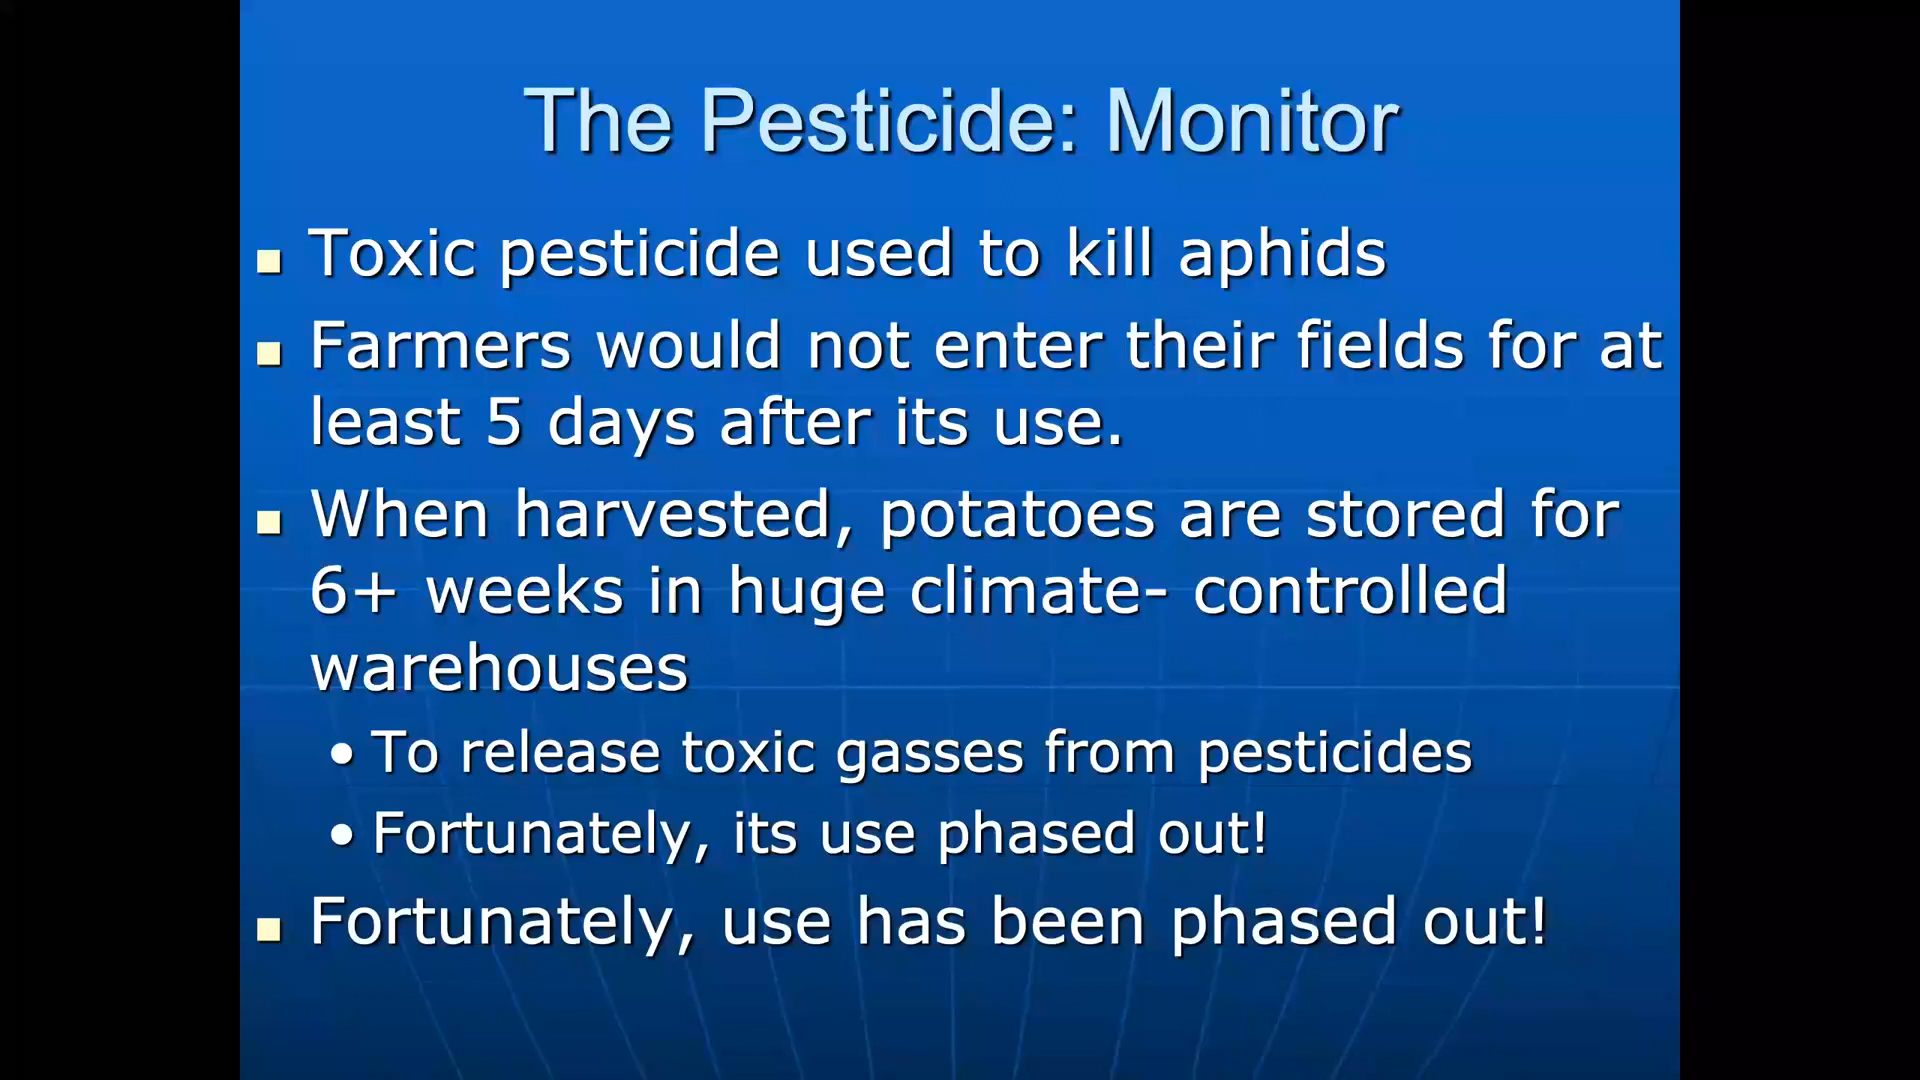 The Pesticide: Monitor
Toxic pesticide used to kill aphids
Farmers would not enter their fields for at
least 5 days after its use.
When harvested, potatoes are stored for
6+ weeks in huge climate- controlled
warehouses
• To release toxic gasses from pesticides
• Fortunately, its use phased out!
Fortunately, use has been phased out!